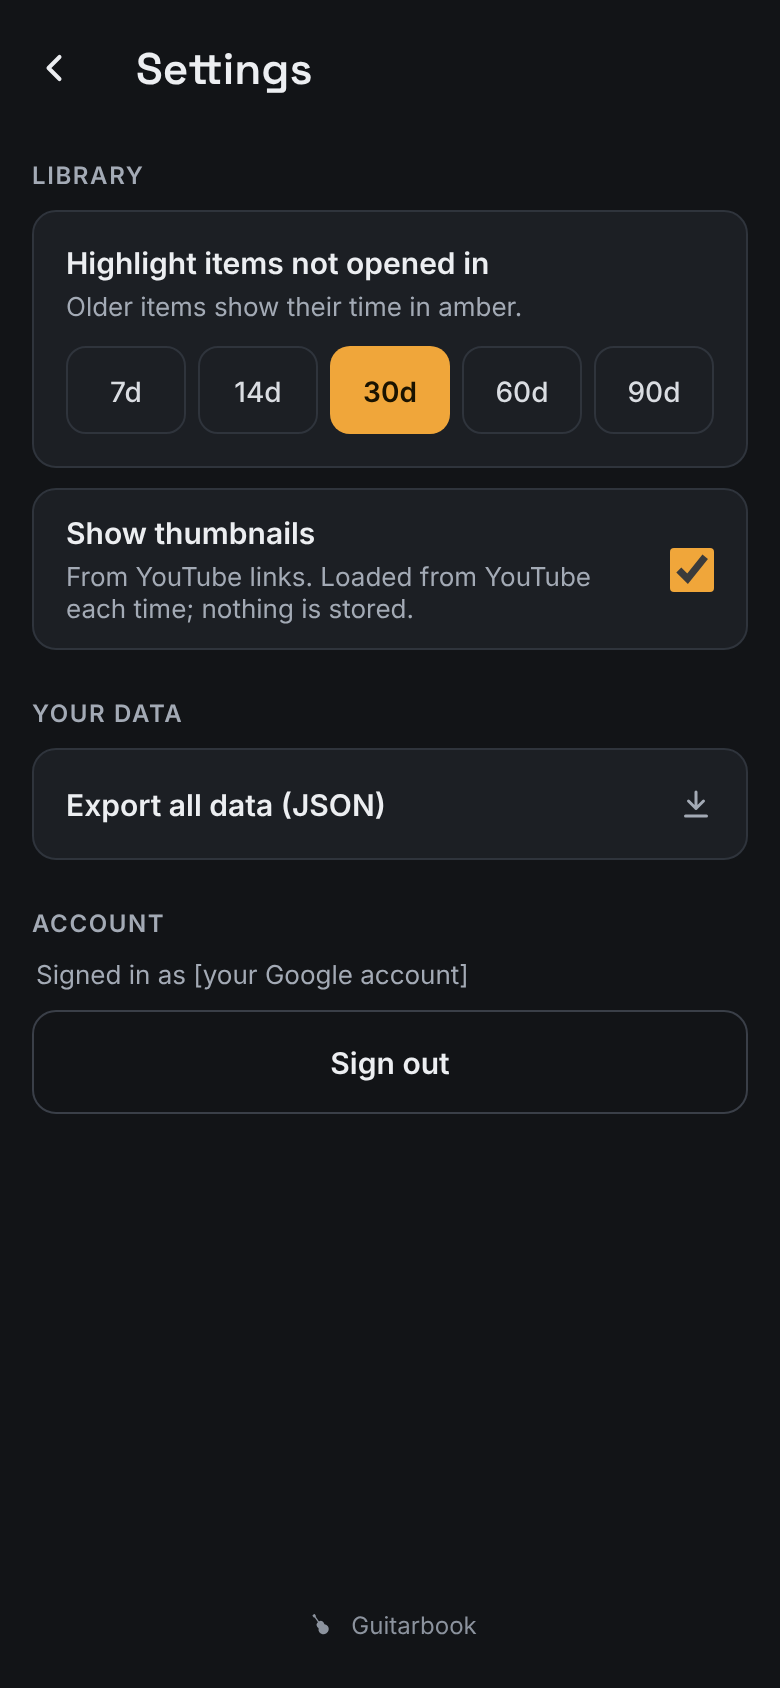 Settings
LIBRARY
Highlight items not opened in
Older items show their time in amber.
7d 14d 30d 60d 90d
Show thumbnails
From YouTube links. Loaded from YouTube
each time; nothing is stored.
YOUR DATA
Export all data (JSON)
ACCOUNT
Signed in as [your Google account]
Sign out
Guitarbook